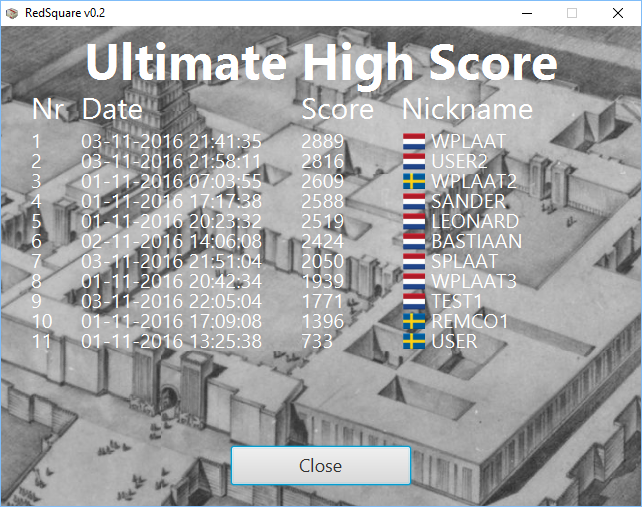 RedSquare v0.2
Ultimate High Score
Nr Date Score Nickname
1 03-11-2016 21:41:35 2889 WPLAAT
2 03-11-2016 21:58:11 2816 USER2
3 01-11-2016 07:03:55 2609 WPLAAT2
4 01-11-2016 17:17:38 2588 SANDER
5 01-11-2016 20:23:32 2519 LEONARD
6 02-11-2016 14:06:08 2424 BASTIAAN
7 03-11-2016 21:51:04 2050 SPLAAT
8 01-11-2016 20:42:34 1939 WPLAAT3
9 03-11-2016 22:05:04 1771 TEST1
10 01-11-2016 17:09:08 1396 REMCO1
11 01-11-2016 13:25:38 733 USER
Close